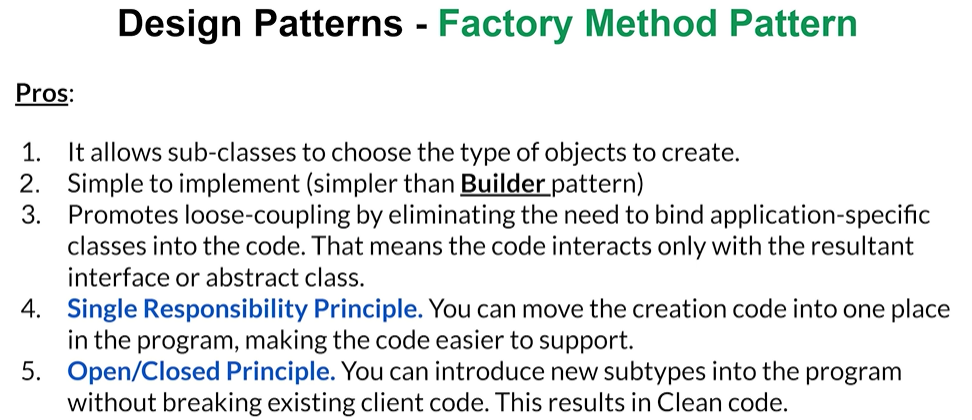 Design Patterns - Factory Method Pattern
Pros:
1. It allows sub-classes to choose the type of objects to create.
2. Simple to implement (simpler than Builder pattern)
3. Promotes loose-coupling by eliminating the need to bind application-specific
classes into the code. That means the code interacts only with the resultant
interface or abstract class.
4. Single Responsibility Principle. You can move the creation code into one place
in the program, making the code easier to support.
5. Open/Closed Principle. You can introduce new subtypes into the program
without breaking existing client code. This results in Clean code.